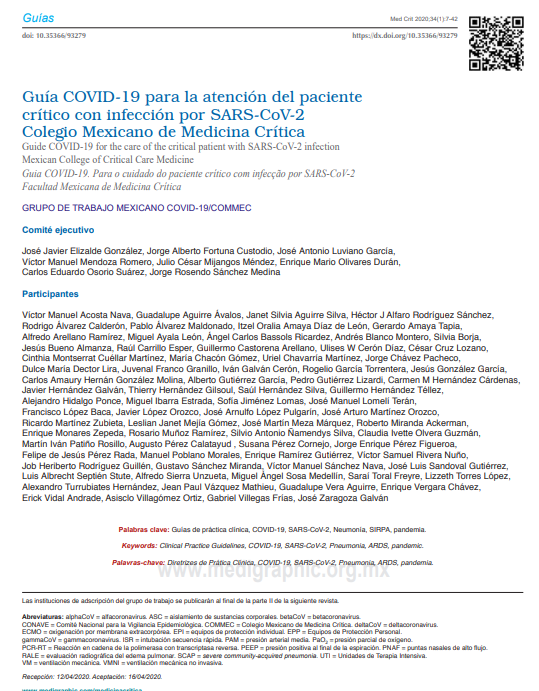 Guías
Med Crit 2020;34(1):7-42
doi: 10.35366/93279
https://dx.doi.org/10.35366/93279
Guía COVID-19 para la atención del paciente
crítico con infección por SARS-CoV-2
Colegio Mexicano de Medicina Crítica
Guide COVID-19 for the care of the critical patient with SARS-CoV-2 infection
Mexican College of Critical Care Medicine
Guia COVID-19. Para o cuidado do paciente crítico com infecção por SARS-CoV-2
Facultad Mexicana de Medicina Crítica
GRUPO DE TRABAJO MEXICANO COVID-19/COMMEC
Comité ejecutivo
José Javier Elizalde González, Jorge Alberto Fortuna Custodio, José Antonio Luviano García,
Víctor Manuel Mendoza Romero, Julio César Mijangos Méndez, Enrique Mario Olivares Durán,
Carlos Eduardo Osorio Suárez, Jorge Rosendo Sánchez Medina
Participantes
Víctor Manuel Acosta Nava, Guadalupe Aguirre Ávalos, Janet Silvia Aguirre Silva, Héctor J Alfaro Rodríguez Sánchez,
Rodrigo Álvarez Calderón, Pablo Álvarez Maldonado, Itzel Oralia Amaya Díaz de León, Gerardo Amaya Tapia,
Alfredo Arellano Ramírez, Miguel Ayala León, Ángel Carlos Bassols Ricardez, Andrés Blanco Montero, Silvia Borja,
Jesús Bueno Almanza, Raúl Carrillo Esper, Guillermo Castorena Arellano, Ulises W Cerón Díaz, César Cruz Lozano,
Cinthia Montserrat Cuéllar Martínez, María Chacón Gómez, Uriel Chavarría Martínez, Jorge Chávez Pacheco,
Dulce María Dector Lira, Juvenal Franco Granillo, Iván Galván Cerón, Rogelio García Torrentera, Jesús González García,
Carlos Amaury Hernán González Molina, Alberto Gutiérrez García, Pedro Gutiérrez Lizardi, Carmen M Hernández Cárdenas,
Javier Hernández Galván, Thierry Hernández Gilsoul, Saúl Hernández Silva, Guillermo Hernández Téllez,
Alejandro Hidalgo Ponce, Miguel Ibarra Estrada, Sofía Jiménez Lomas, José Manuel Lomelí Terán,
Francisco López Baca, Javier López Orozco, José Arnulfo López Pulgarín, José Arturo Martínez Orozco,
Ricardo Martínez Zubieta, Leslian Janet Mejía Gómez, José Martín Meza Márquez, Roberto Miranda Ackerman,
Enrique Monares Zepeda, Rosario Muñoz Ramírez, Silvio Antonio Ñamendys Silva, Claudia Ivette Olvera Guzmán,
Martín Iván Patiño Rosillo, Augusto Pérez Calatayud , Susana Pérez Cornejo, Jorge Enrique Pérez Figueroa,
Felipe de Jesús Pérez Rada, Manuel Poblano Morales, Enrique Ramírez Gutiérrez, Víctor Samuel Rivera Nuño,
Job Heriberto Rodríguez Guillén, Gustavo Sánchez Miranda, Víctor Manuel Sánchez Nava, José Luis Sandoval Gutiérrez,
Luis Albrecht Septién Stute, Alfredo Sierra Unzueta, Miguel Ángel Sosa Medellín, Saraí Toral Freyre, Lizzeth Torres López,
Alexandro Turrubiates Hernández, Jean Paul Vázquez Mathieu, Guadalupe Vera Aguirre, Enrique Vergara Chávez,
Erick Vidal Andrade, Asisclo Villagómez Ortiz, Gabriel Villegas Frías, José Zaragoza Galván
Palabras clave: Guías de práctica clínica, COVID-19, SARS-CoV-2, Neumonía, SIRPA, pandemia.
Keywords: Clinical Practice Guidelines, COVID-19, SARS-CoV-2, Pneumonia, ARDS, pandemic.
Palavras-chave: Diretrizes de Prática Clínica, COVID-19, SARS-CoV-2, Pneumonia, ARDS, pandemia.
www.medigraphic.org.mx
Las instituciones de adscripción del grupo de trabajo se publicarán al final de la parte II de la siguiente revista.
Abreviaturas: alphaCoV = alfacoronavirus. ASC = aislamiento de sustancias corporales. betaCoV = betacoronavirus.
CONAVE = Comité Nacional para la Vigilancia Epidemiológica. COMMEC = Colegio Mexicano de Medicina Crítica. deltaCoV = deltacoronavirus.
ECMO = oxigenación por membrana extracorpórea. EPI = equipos de protección individual. EPP = Equipos de Protección Personal.
gammaCoV = gammacoronavirus. ISR = intubación secuencia rápida. PAM = presión arterial media. PaO2 = presión parcial de oxígeno.
PCR-RT = Reacción en cadena de la polimerasa con transcriptasa reversa. PEEP = presión positiva al final de la espiración. PNAF = puntas nasales de alto flujo.
RALE = evaluación radiográfica del edema pulmonar. SCAP = severe community-acquired pneumonia. UTI = Unidades de Terapia Intensiva.
VM = ventilación mecánica. VMNN = ventilación mecánica no invasiva.
Recepción: 12/04/2020. Aceptación: 16/04/2020.
www.medigraphic.com/medicinacritica